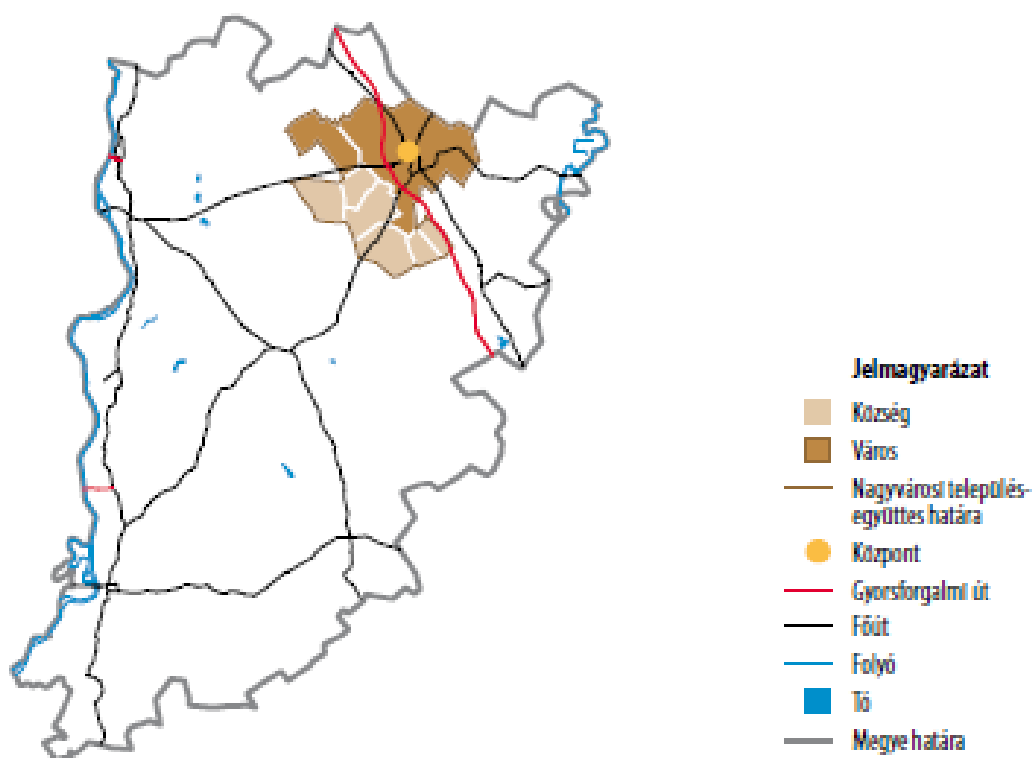 Jelmagyarázat
Község
Város
Nagyvárosi település-
együttes határa
Központ
Gyorsforgalmi út
Főút
Folyó
Tó
Megye határa